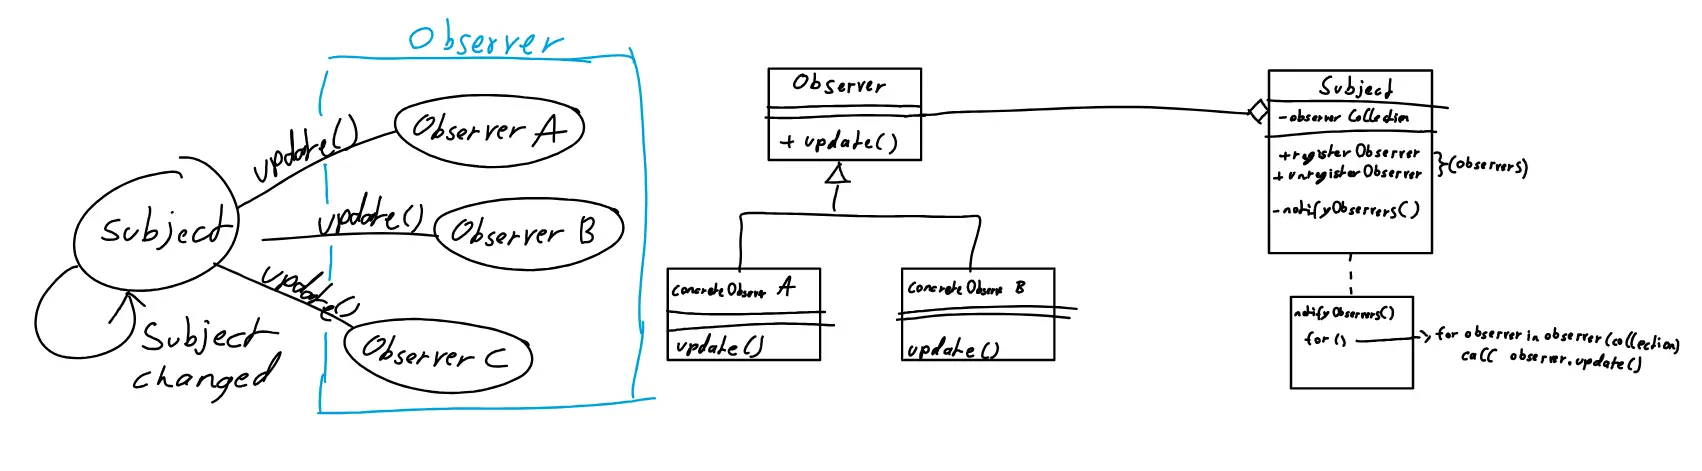 Observer
update()
Observer A
update()
Subject
Observer B
update()
Observer C
Subject
changed
Observer
+ update()
Concrete Observer A
update()
Concrete Observer B
update()
Subject
- observer Collection
+ register Observer
+ unregister Observer
} (observers)
- notifyObservers()
notifyObservers()
for()
for observer in observer (collection)
call observer.update()